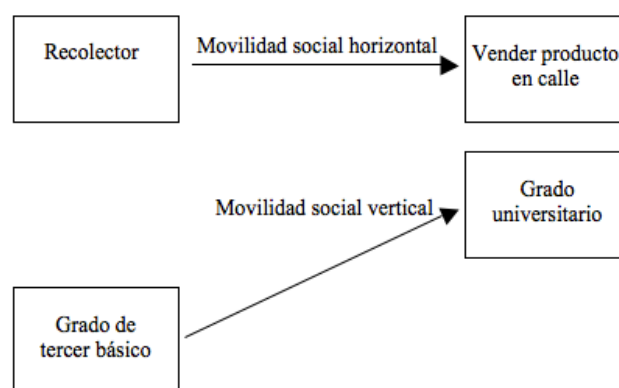 Recolector
Movilidad social horizontal
Vender producto
en calle
Movilidad social vertical
Grado
universitario
Grado de
tercer básico